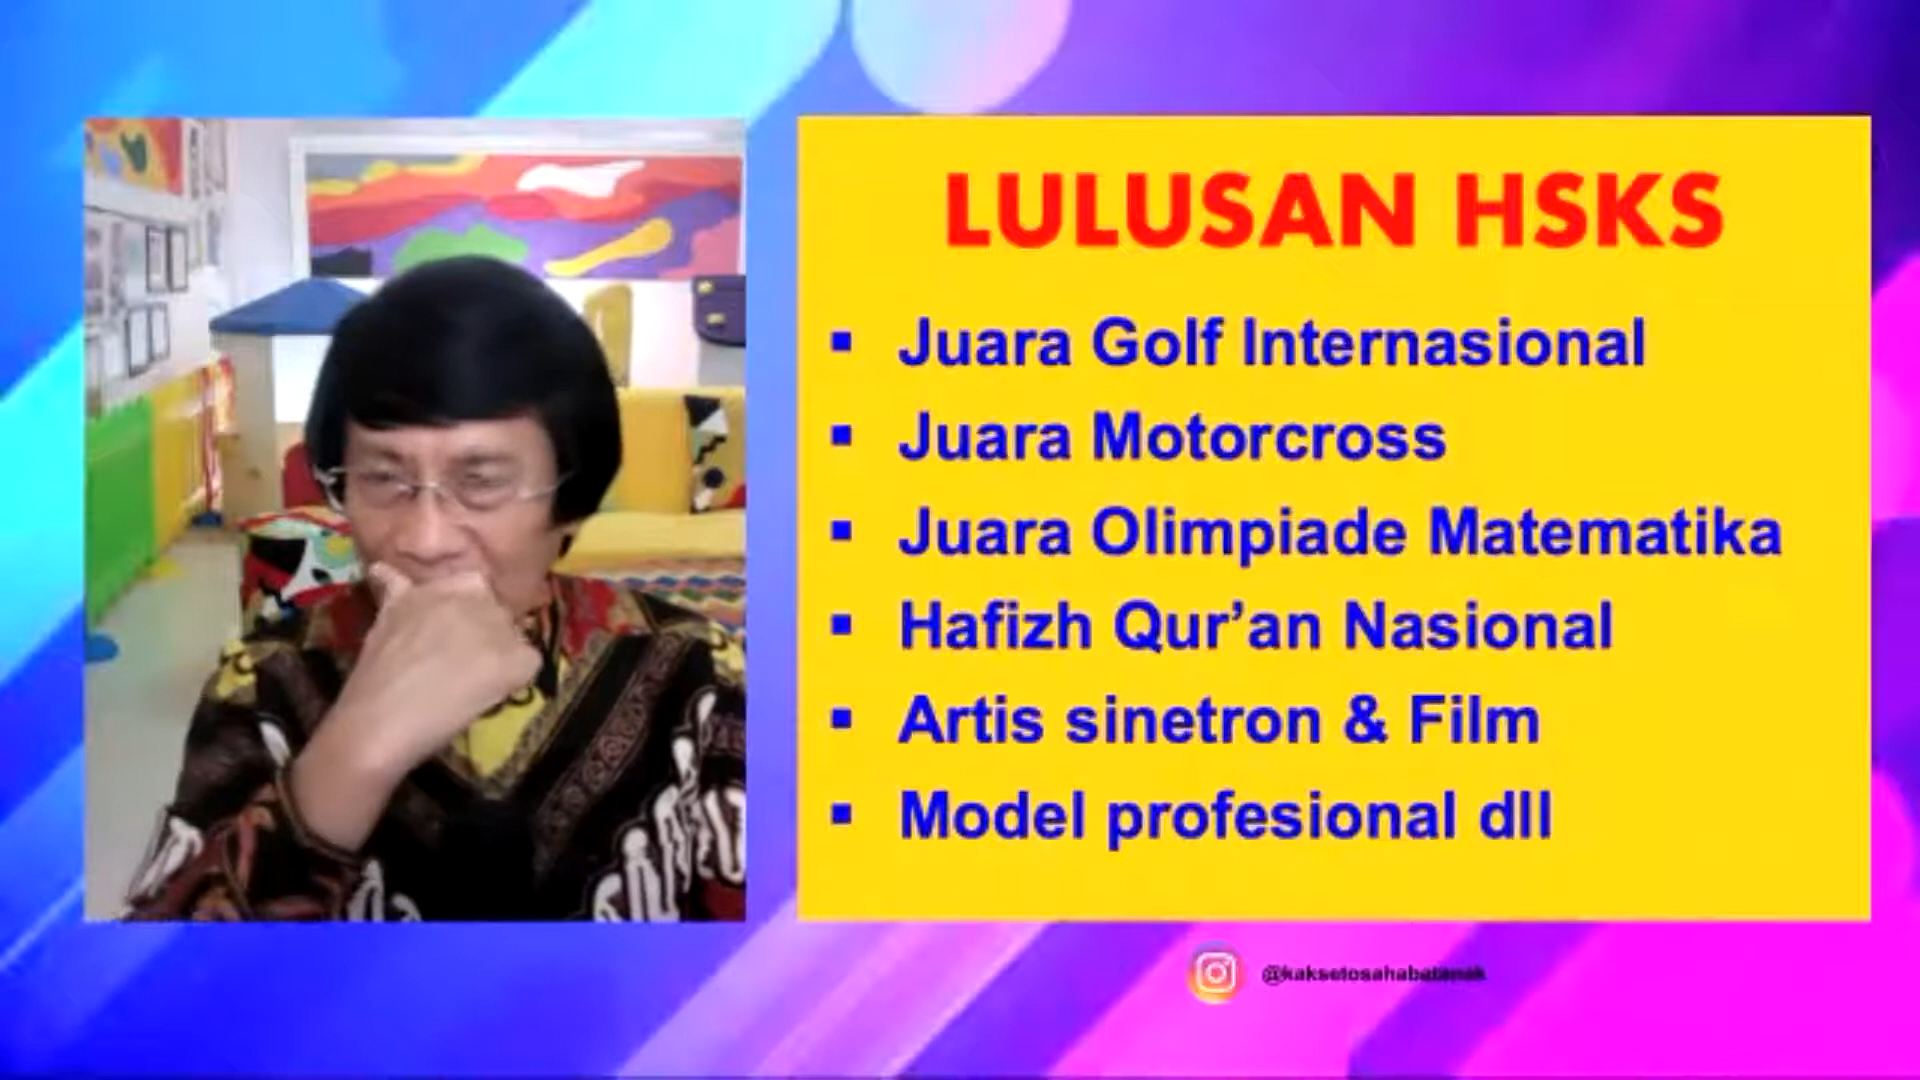 LULUSAN HSKS
▪ Juara Golf Internasional
▪ Juara Motorcross
▪ Juara Olimpiade Matematika
▪ Hafizh Qur’an Nasional
▪ Artis sinetron & Film
▪ Model profesional dll
@kaksetosahabatanak